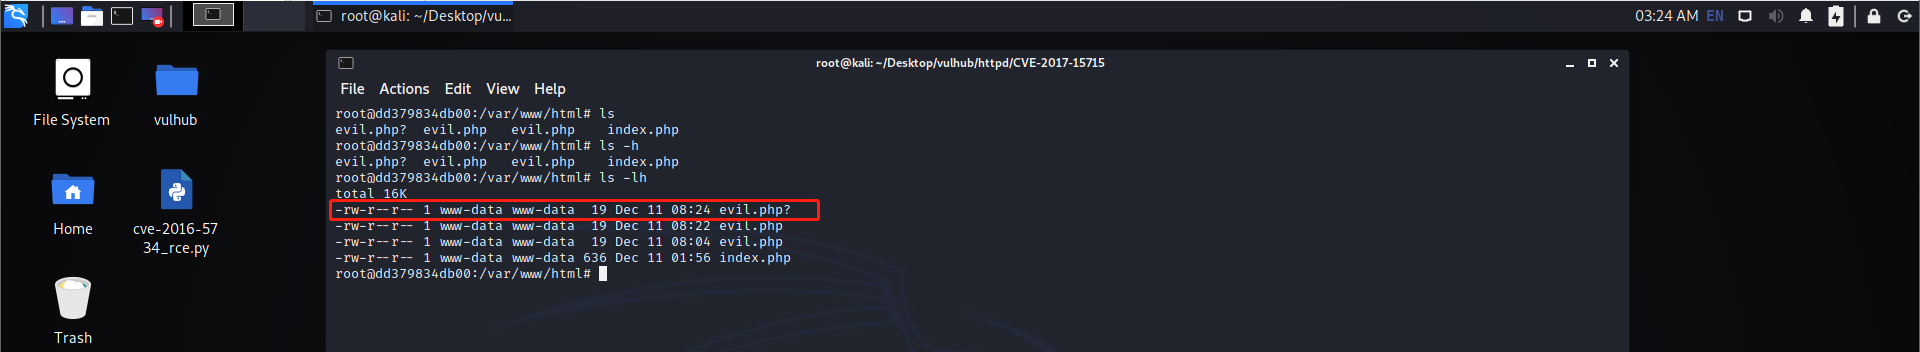 root@kali: ~/Desktop/vu...
03:24 AM EN
File System
vulhub
Home
cve-2016-57
34_rce.py
Trash
root@kali: ~/Desktop/vulhub/httpd/CVE-2017-15715
File Actions Edit View Help
root@dd379834db00:/var/www/html# ls
evil.php?  evil.php   evil.php    index.php
root@dd379834db00:/var/www/html# ls -h
evil.php?  evil.php   evil.php    index.php
root@dd379834db00:/var/www/html# ls -lh
total 16K
-rw-r--r-- 1 www-data www-data  19 Dec 11 08:24 evil.php?
-rw-r--r-- 1 www-data www-data  19 Dec 11 08:22 evil.php
-rw-r--r-- 1 www-data www-data  19 Dec 11 08:04 evil.php
-rw-r--r-- 1 www-data www-data 636 Dec 11 01:56 index.php
root@dd379834db00:/var/www/html#